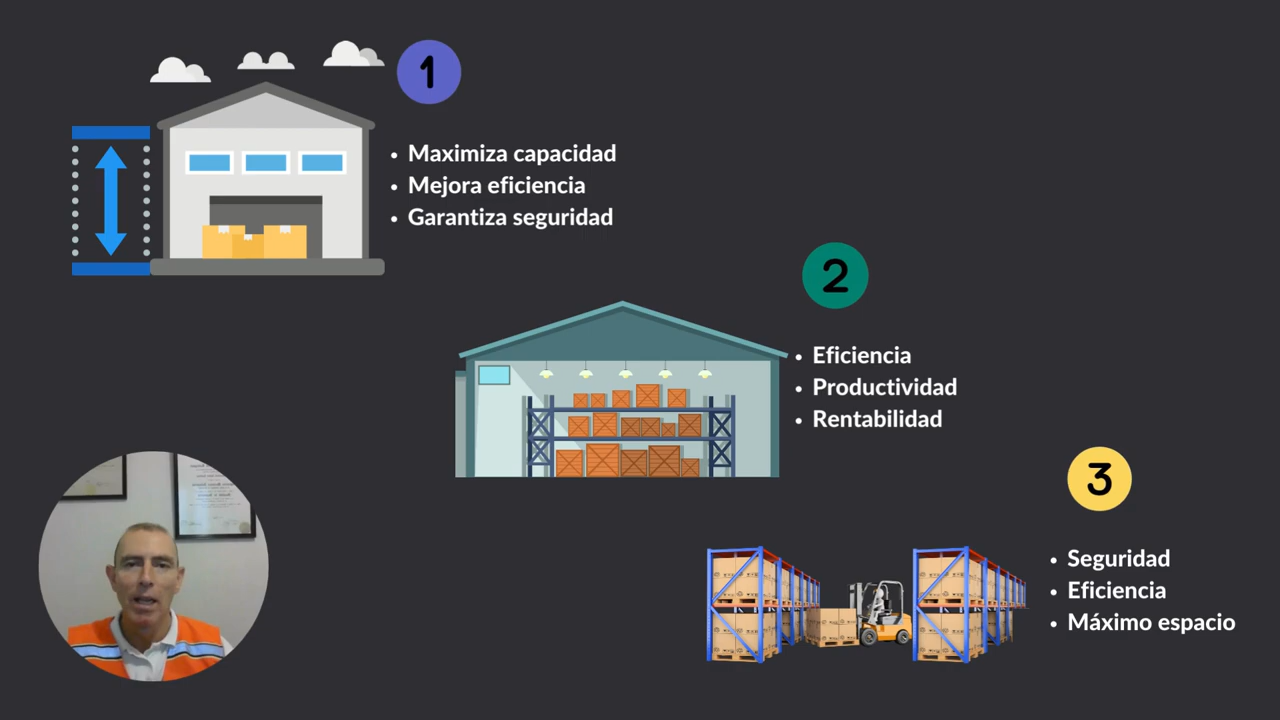 1
Maximiza capacidad
Mejora eficiencia
Garantiza seguridad
2
Eficiencia
Productividad
Rentabilidad
3
Seguridad
Eficiencia
Máximo espacio